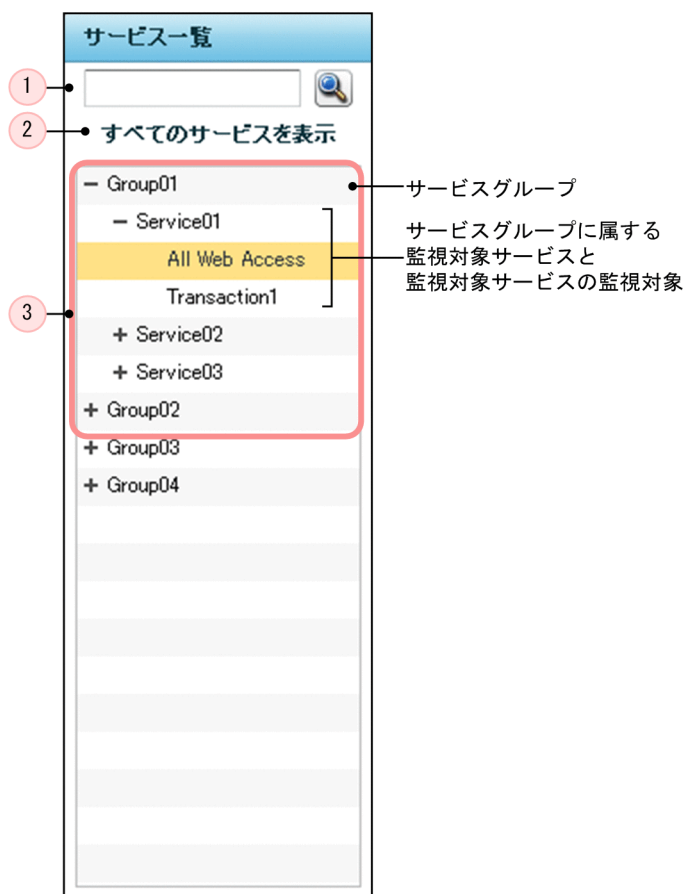 サービス一覧
1
2
すべてのサービスを表示
− Group01
サービスグループ
− Service01
サービスグループに属する
監視対象サービスと
監視対象サービスの監視対象
All Web Access
Transaction1
3
+ Service02
+ Service03
+ Group02
+ Group03
+ Group04